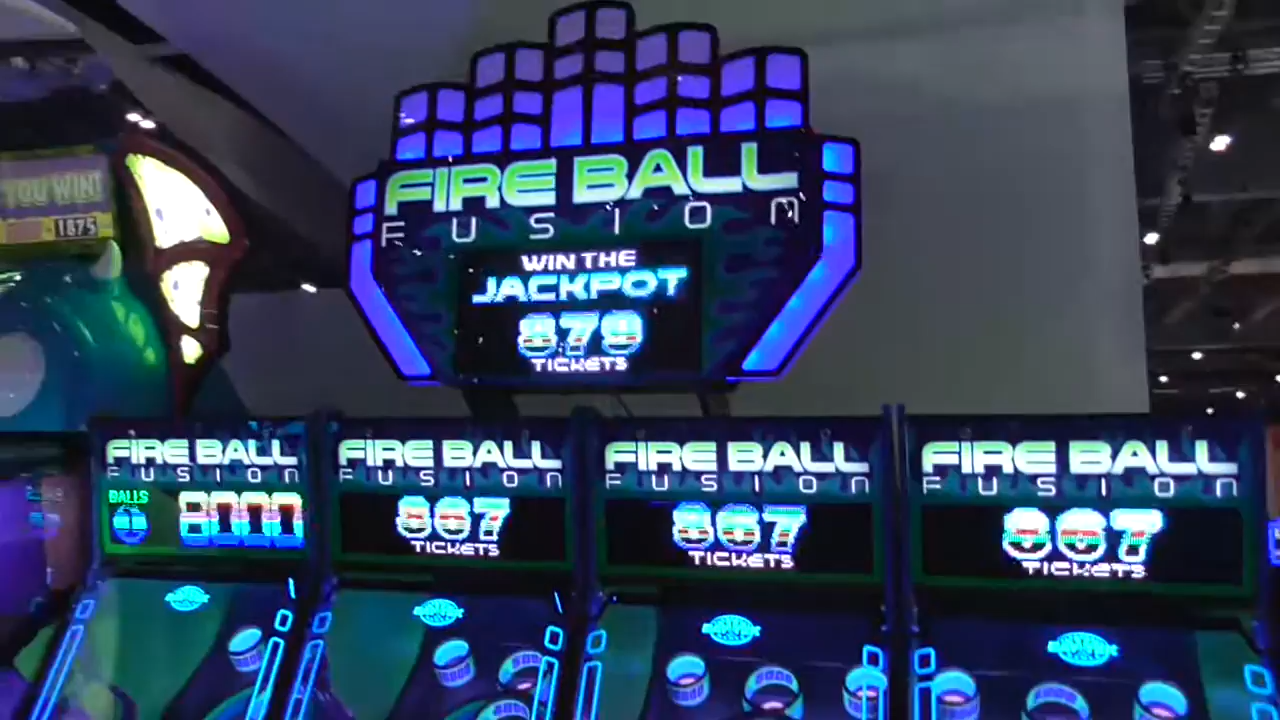 YOU WIN!
1875
FIRE BALL
FUSION
WIN THE
JACKPOT
879
TICKETS
FIRE BALL
FUSION
BALLS
8000
FIRE BALL
FUSION
867
TICKETS
FIRE BALL
FUSION
867
TICKETS
FIRE BALL
FUSION
867
TICKETS